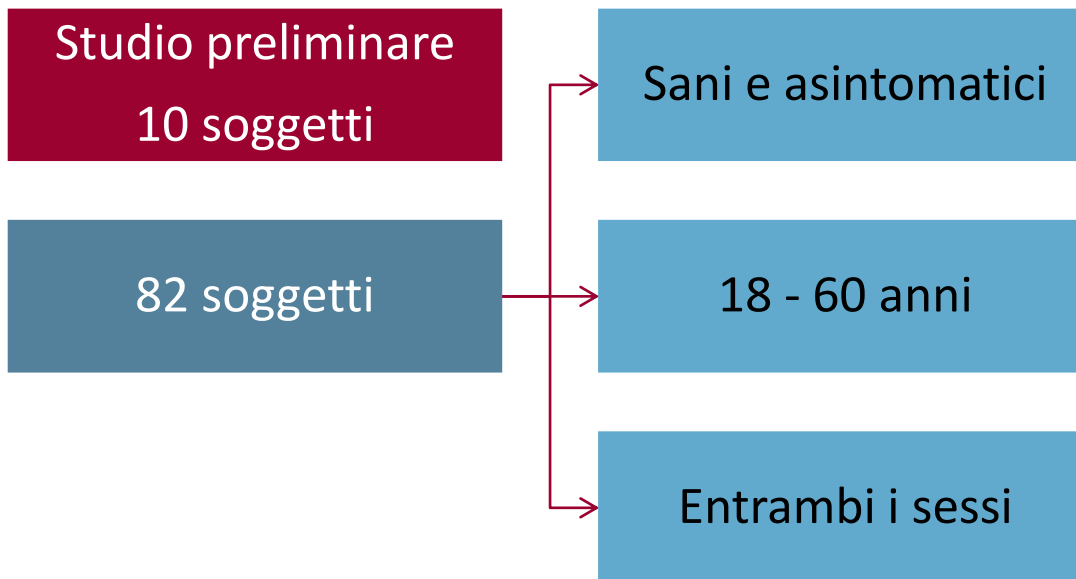 Studio preliminare
10 soggetti
82 soggetti
Sani e asintomatici
18 - 60 anni
Entrambi i sessi